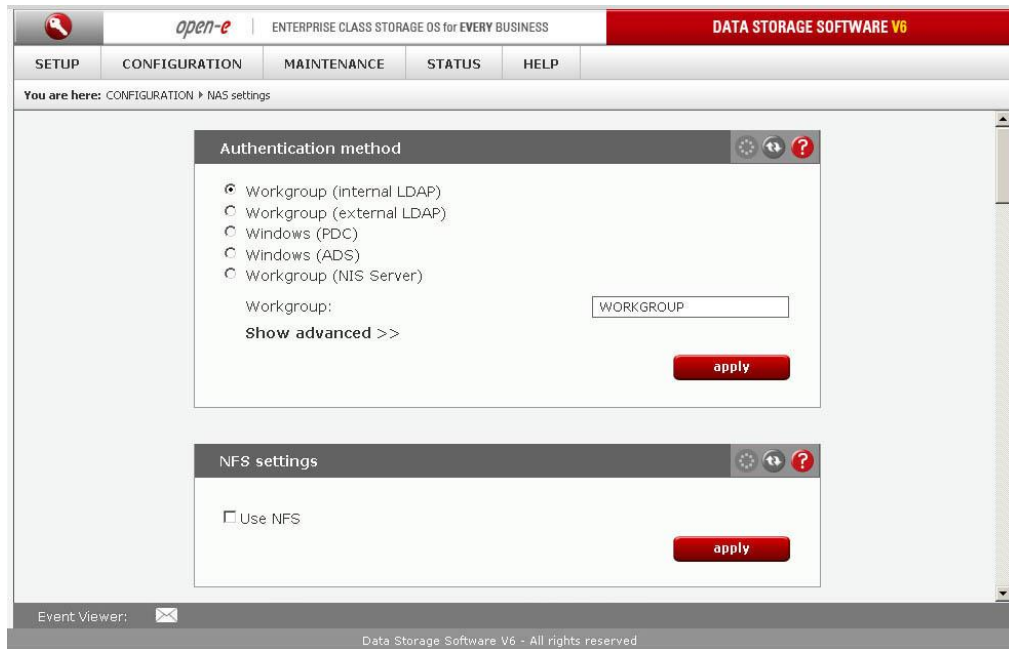 open-e | ENTERPRISE CLASS STORAGE OS for EVERY BUSINESS DATA STORAGE SOFTWARE V6
SETUP CONFIGURATION MAINTENANCE STATUS HELP
You are here: CONFIGURATION ▸ NAS settings
Authentication method ?
Workgroup (internal LDAP)
Workgroup (external LDAP)
Windows (PDC)
Windows (ADS)
Workgroup (NIS Server)
Workgroup: WORKGROUP
Show advanced >>
apply
NFS settings ?
Use NFS
apply
Event Viewer:
Data Storage Software V6 - All rights reserved